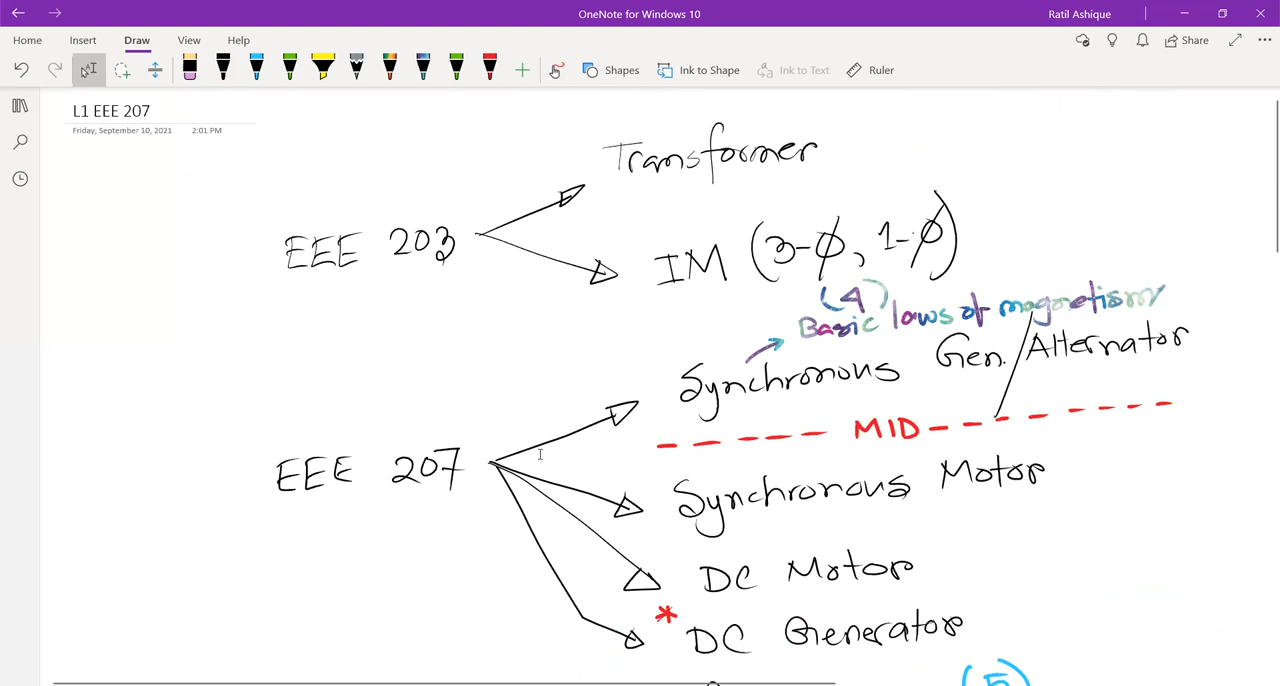 OneNote for Windows 10
Ratil Ashique
Home Insert Draw View Help
Share
Shapes Ink to Shape Ink to Text Ruler
L1 EEE 207
Friday, September 10, 2021 2:01 PM
Transformer
EEE 203
IM (3-φ, 1-φ)
(4)
Basic laws of magnetism
Synchronous Gen./Alternator
MID
EEE 207
Synchronous Motor
DC Motor
* DC Generator
(5)